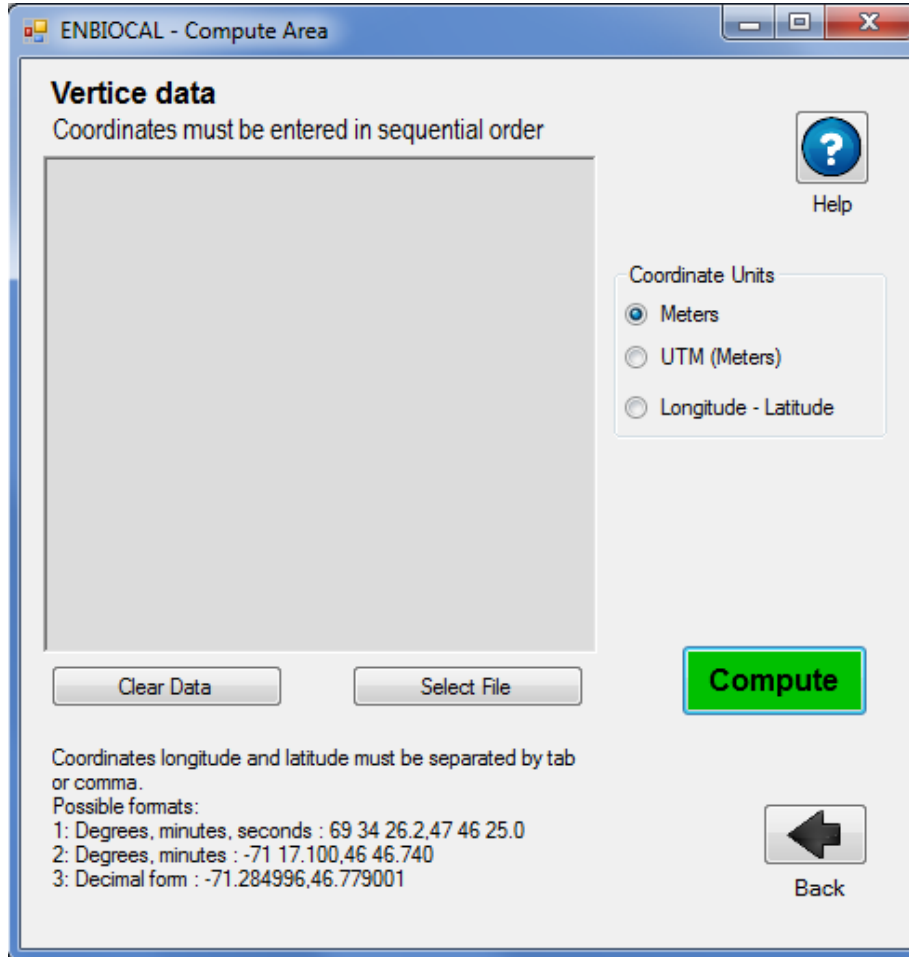 ENBIOCAL - Compute Area
Vertice data
Coordinates must be entered in sequential order
Help
Coordinate Units
Meters
UTM (Meters)
Longitude - Latitude
Clear Data
Select File
Compute
Coordinates longitude and latitude must be separated by tab
or comma.
Possible formats:
1: Degrees, minutes, seconds : 69 34 26.2,47 46 25.0
2: Degrees, minutes : -71 17.100,46 46.740
3: Decimal form : -71.284996,46.779001
Back